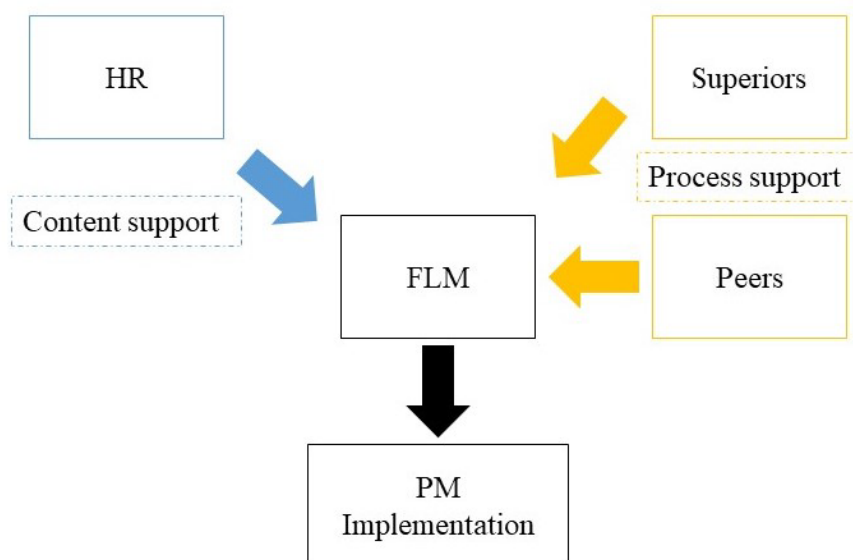 HR
Superiors
Content support
Process support
FLM
Peers
PM
Implementation